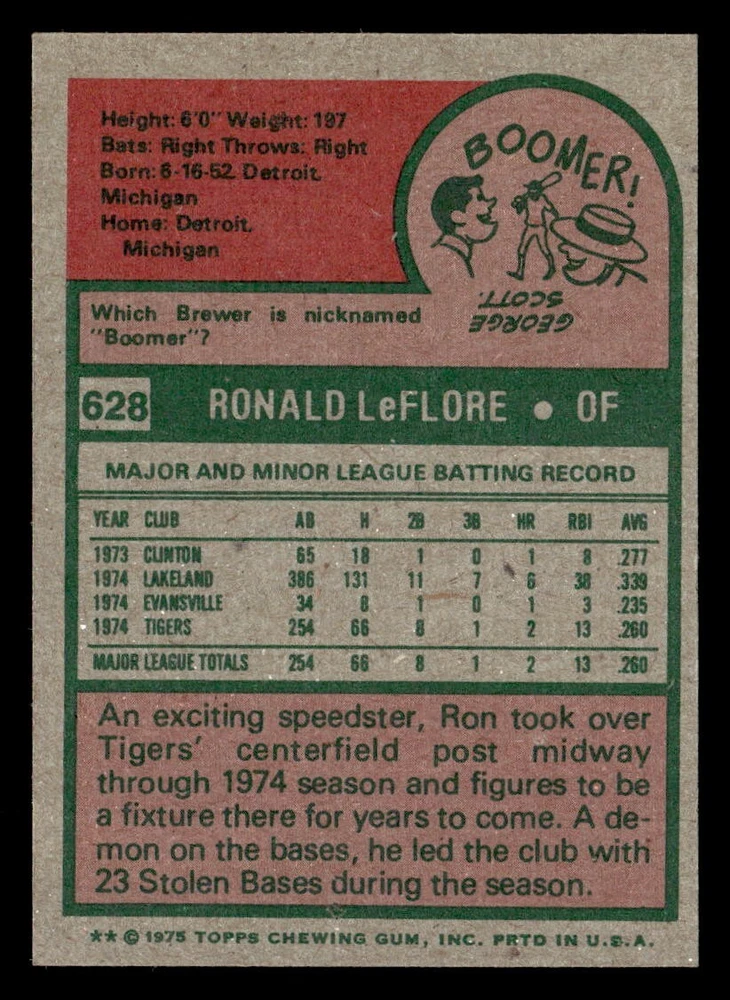 Height: 6'0" Weight: 197
Bats: Right Throws: Right
Born: 6-16-52 Detroit,
Michigan
Home: Detroit,
Michigan
BOOMER!
GEORGE
SCOTT.
Which Brewer is nicknamed
"Boomer"?
628 RONALD LeFLORE • OF
MAJOR AND MINOR LEAGUE BATTING RECORD
YEAR CLUB AB H 2B 3B HR RBI AVG
1973 CLINTON 65 18 1 0 1 8 .277
1974 LAKELAND 386 131 11 7 6 38 .339
1974 EVANSVILLE 34 8 1 0 1 3 .235
1974 TIGERS 254 66 8 1 2 13 .260
MAJOR LEAGUE TOTALS 254 66 8 1 2 13 .260
An exciting speedster, Ron took over
Tigers' centerfield post midway
through 1974 season and figures to be
a fixture there for years to come. A de-
mon on the bases, he led the club with
23 Stolen Bases during the season.
** © 1975 TOPPS CHEWING GUM, INC. PRTD IN U.S.A.